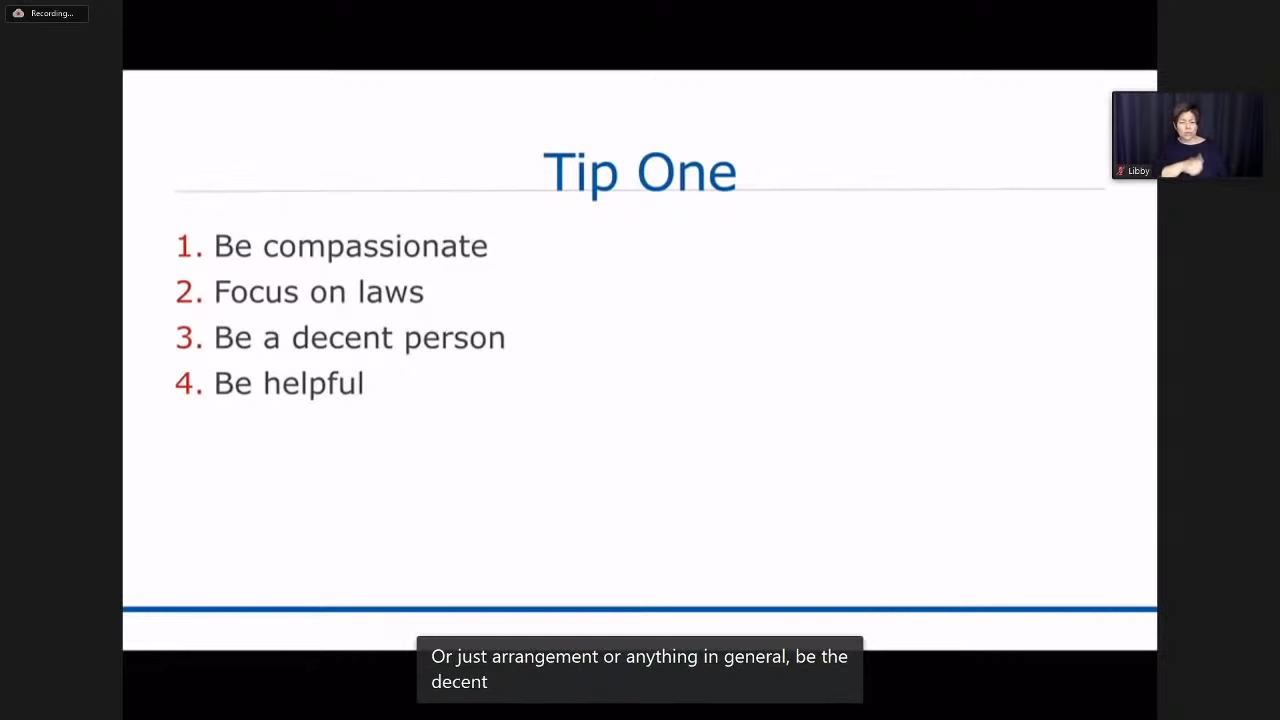 Recording...
Tip One
Libby
1. Be compassionate
2. Focus on laws
3. Be a decent person
4. Be helpful
Or just arrangement or anything in general, be the
decent